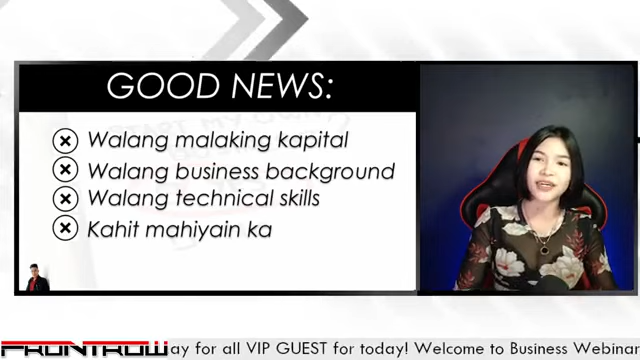 GOOD NEWS:
Walang malaking kapital
Walang business background
Walang technical skills
Kahit mahiyain ka
FRONTROW ay for all VIP GUEST for today! Welcome to Business Webinar